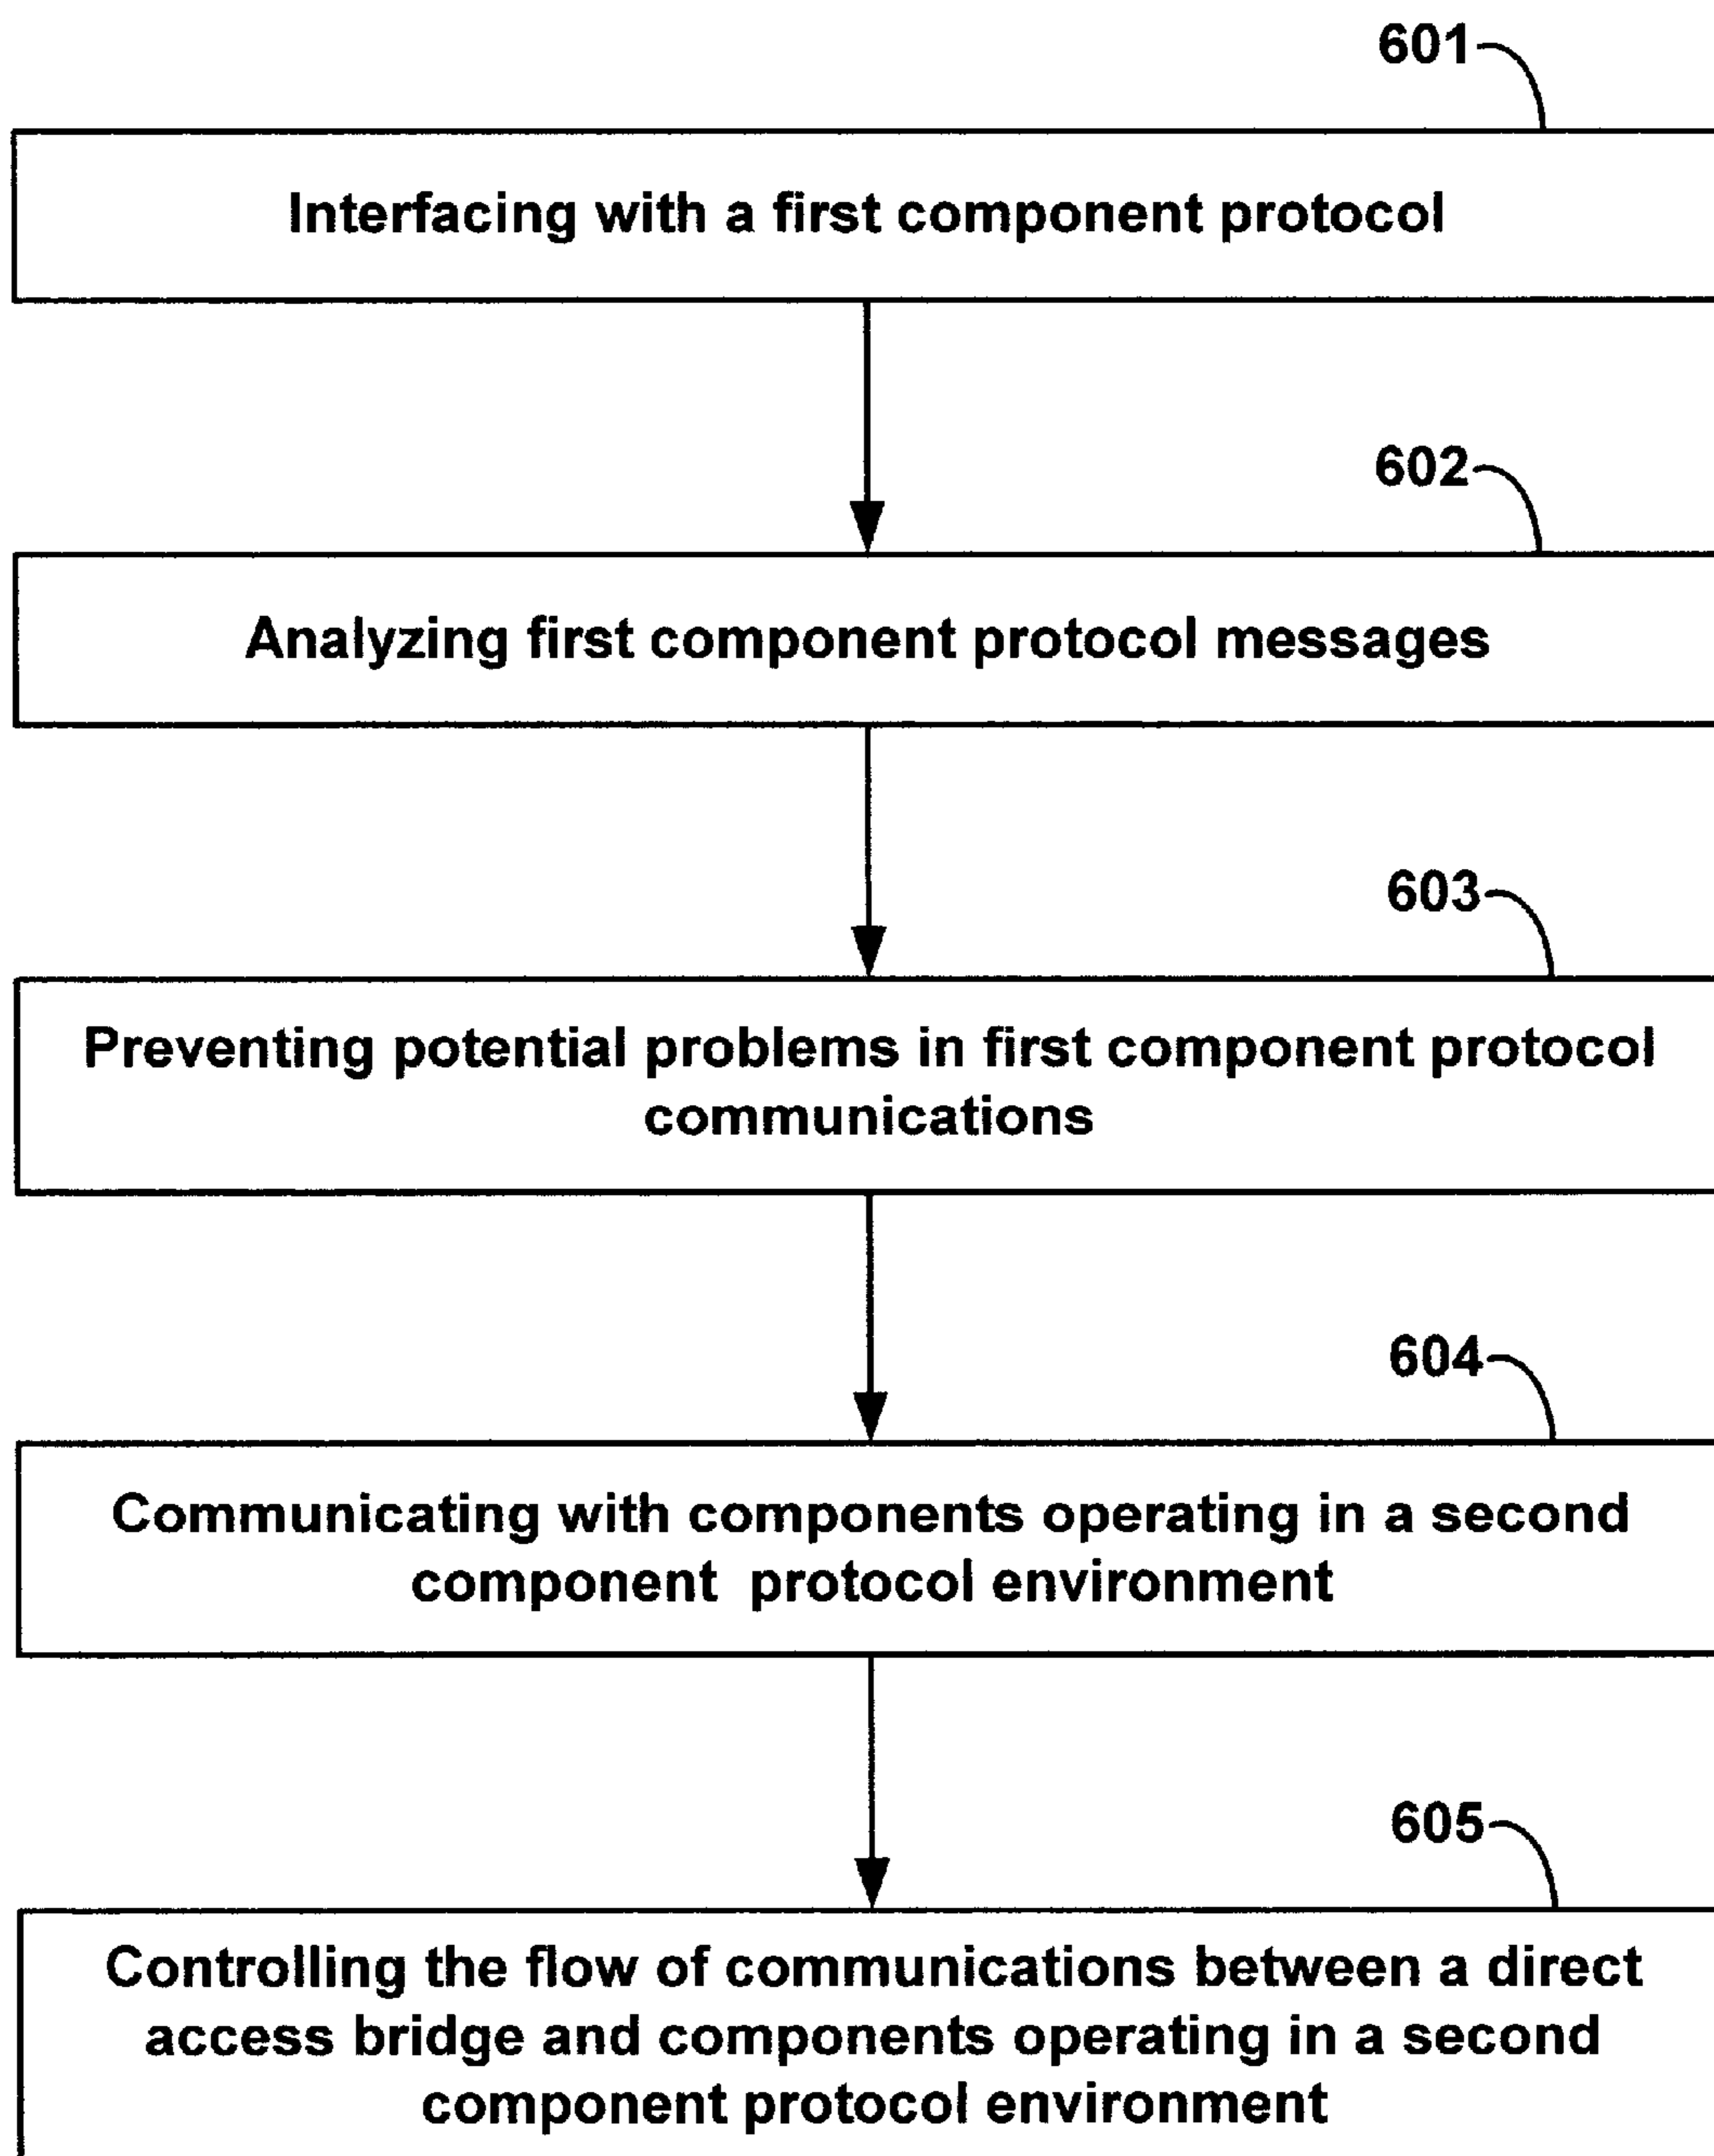 601
Interfacing with a first component protocol
602
Analyzing first component protocol messages
603
Preventing potential problems in first component protocol
communications
604
Communicating with components operating in a second
component protocol environment
605
Controlling the flow of communications between a direct
access bridge and components operating in a second
component protocol environment